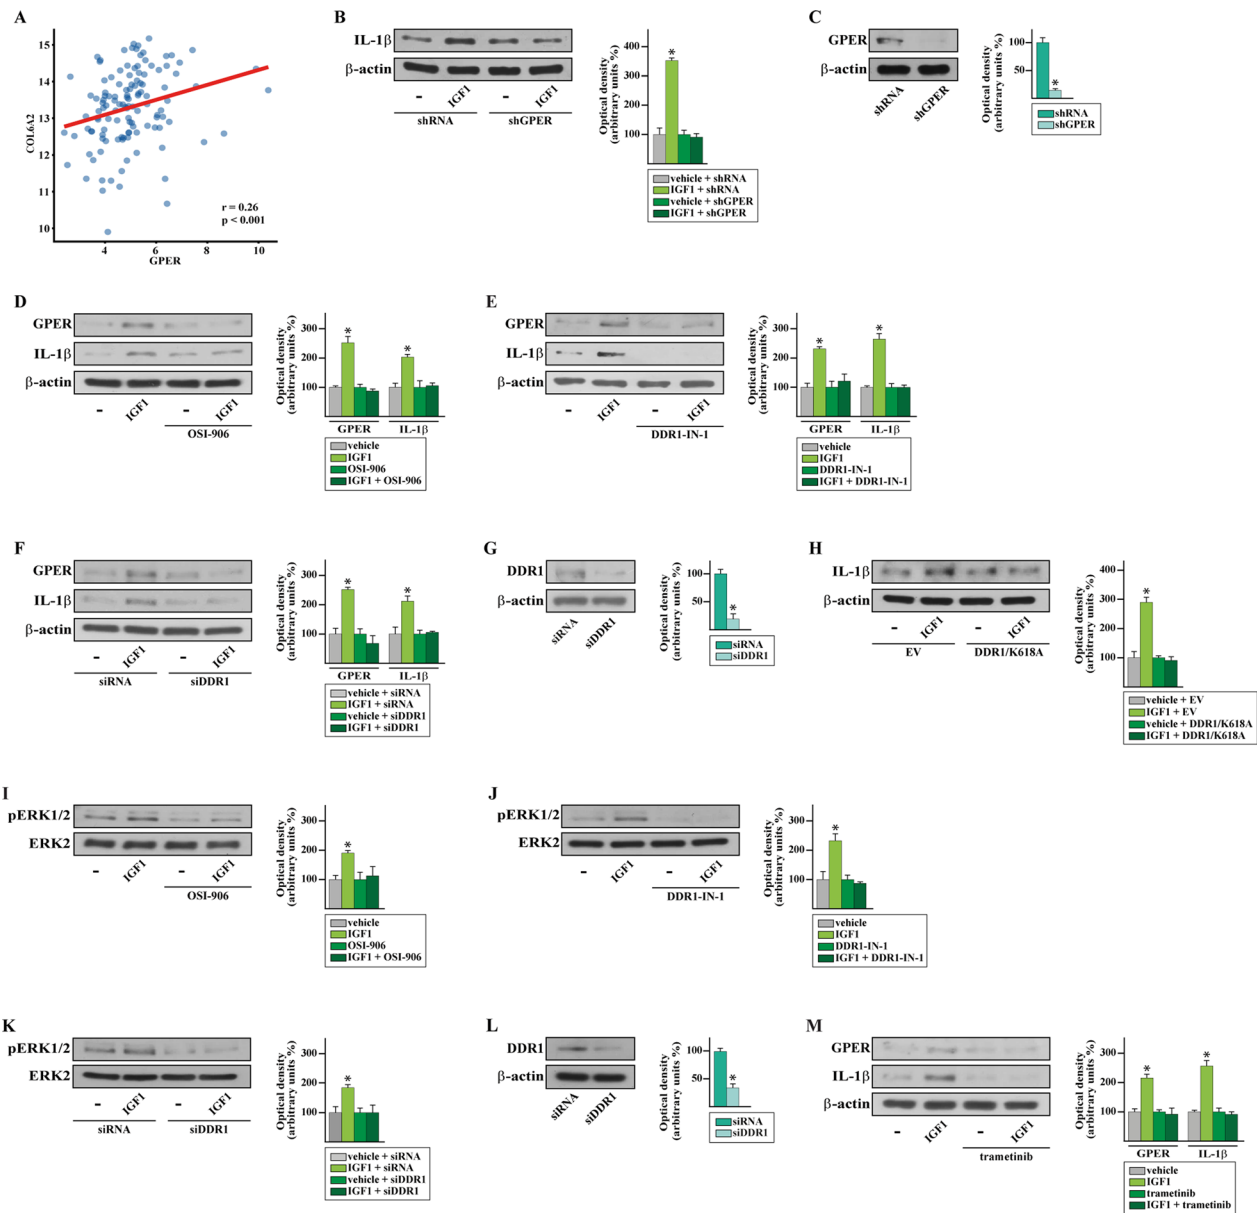 A
COL6A2
15
14
13
12
11
10
4
6
8
10
GPER
r = 0.26
p < 0.001
B
IL-1β
β-actin
-
IGF1
-
IGF1
shRNA
shGPER
Optical density
(arbitrary units %)
400
300
200
100
*
vehicle + shRNA
IGF1 + shRNA
vehicle + shGPER
IGF1 + shGPER
C
GPER
β-actin
shRNA
shGPER
Optical density
(arbitrary units %)
100
50
*
shRNA
shGPER
D
GPER
IL-1β
β-actin
-
IGF1
-
IGF1
OSI-906
Optical density
(arbitrary units %)
300
200
100
*
*
GPER
IL-1β
vehicle
IGF1
OSI-906
IGF1 + OSI-906
E
GPER
IL-1β
β-actin
-
IGF1
-
IGF1
DDR1-IN-1
Optical density
(arbitrary units %)
300
200
100
*
*
GPER
IL-1β
vehicle
IGF1
DDR1-IN-1
IGF1 + DDR1-IN-1
F
GPER
IL-1β
β-actin
-
IGF1
-
IGF1
siRNA
siDDR1
Optical density
(arbitrary units %)
300
200
100
*
*
GPER
IL-1β
vehicle + siRNA
IGF1 + siRNA
vehicle + siDDR1
IGF1 + siDDR1
G
DDR1
β-actin
siRNA
siDDR1
Optical density
(arbitrary units %)
100
50
*
siRNA
siDDR1
H
IL-1β
β-actin
-
IGF1
-
IGF1
EV
DDR1/K618A
Optical density
(arbitrary units %)
400
300
200
100
*
vehicle + EV
IGF1 + EV
vehicle + DDR1/K618A
IGF1 + DDR1/K618A
I
pERK1/2
ERK2
-
IGF1
-
IGF1
OSI-906
Optical density
(arbitrary units %)
300
200
100
*
vehicle
IGF1
OSI-906
IGF1 + OSI-906
J
pERK1/2
ERK2
-
IGF1
-
IGF1
DDR1-IN-1
Optical density
(arbitrary units %)
300
200
100
*
vehicle
IGF1
DDR1-IN-1
IGF1 + DDR1-IN-1
K
pERK1/2
ERK2
-
IGF1
-
IGF1
siRNA
siDDR1
Optical density
(arbitrary units %)
300
200
100
*
vehicle + siRNA
IGF1 + siRNA
vehicle + siDDR1
IGF1 + siDDR1
L
DDR1
β-actin
siRNA
siDDR1
Optical density
(arbitrary units %)
100
50
*
siRNA
siDDR1
M
GPER
IL-1β
β-actin
-
IGF1
-
IGF1
trametinib
Optical density
(arbitrary units %)
300
200
100
*
*
GPER
IL-1β
vehicle
IGF1
trametinib
IGF1 + trametinib